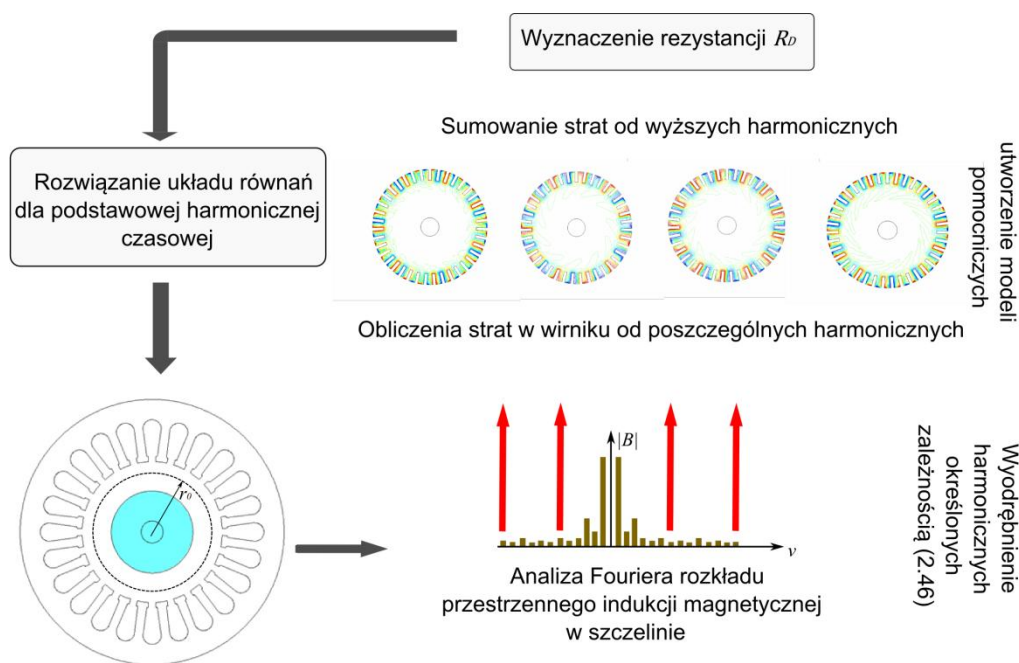 Wyznaczenie rezystancji R_D
Sumowanie strat od wyższych harmonicznych
utworzenie modeli
pomocniczych
Rozwiązanie układu równań
dla podstawowej harmonicznej
czasowej
Obliczenia strat w wirniku od poszczególnych harmonicznych
r₀
|B|
ν
Wyodrębnienie
harmonicznych
określonych
zależnością (2.46)
Analiza Fouriera rozkładu
przestrzennego indukcji magnetycznej
w szczelinie